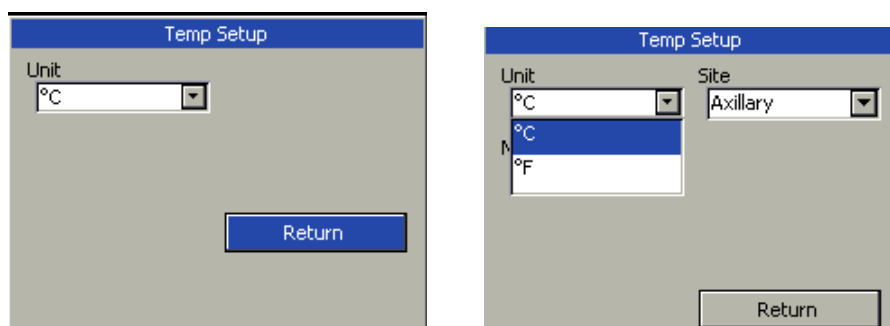 Temp Setup
Unit
°C
Return
Temp Setup
Unit Site
°C Axillary
°C
°F
Return